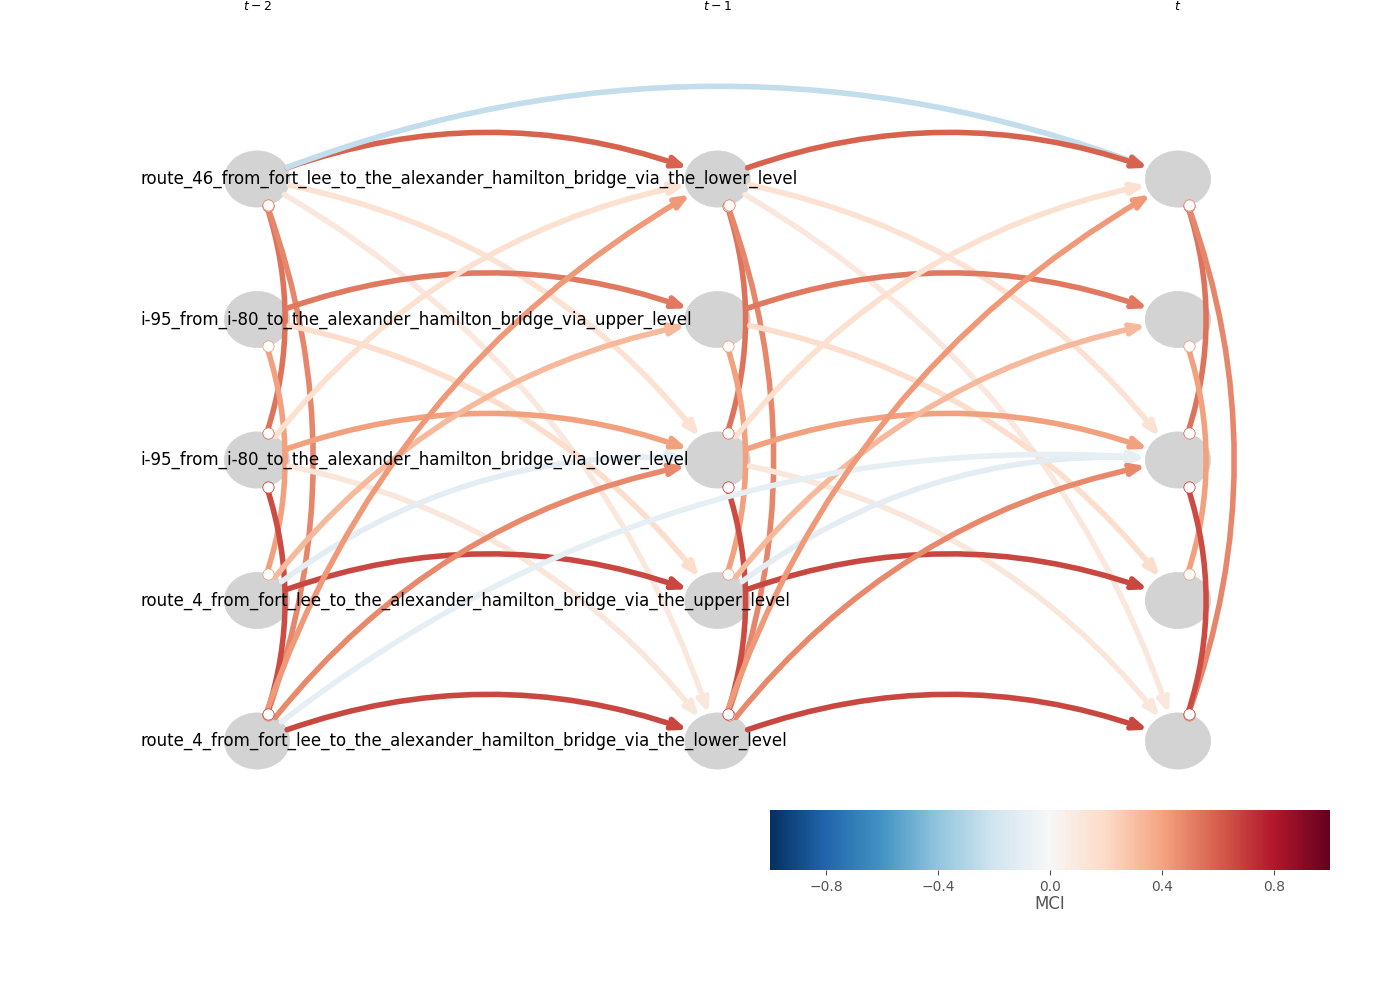 t − 2 t − 1 t
route_46_from_fort_lee_to_the_alexander_hamilton_bridge_via_the_lower_level
i-95_from_i-80_to_the_alexander_hamilton_bridge_via_upper_level
i-95_from_i-80_to_the_alexander_hamilton_bridge_via_lower_level
route_4_from_fort_lee_to_the_alexander_hamilton_bridge_via_the_upper_level
route_4_from_fort_lee_to_the_alexander_hamilton_bridge_via_the_lower_level
−0.8 −0.4 0.0 0.4 0.8
MCI